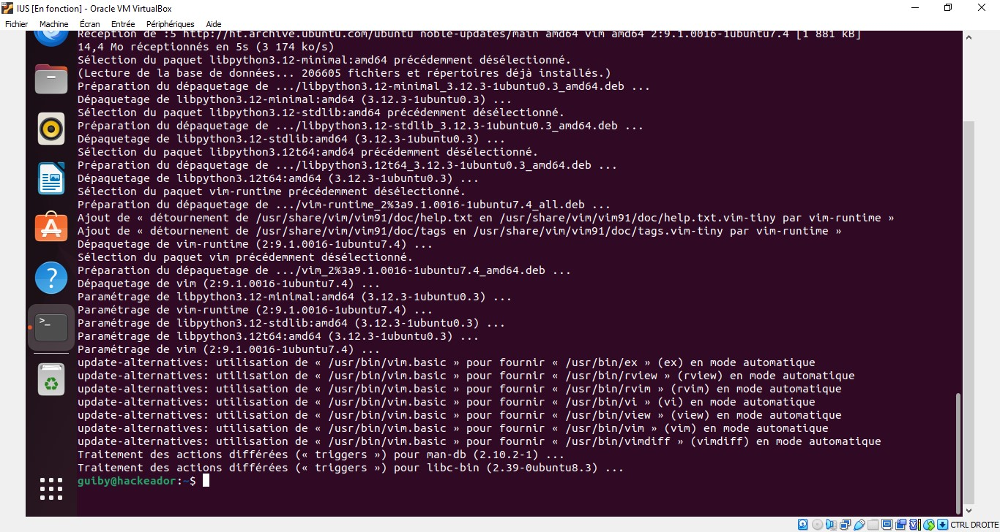 IUS [En fonction] - Oracle VM VirtualBox
Fichier Machine Écran Entrée Périphériques Aide
Réception de :5 http://ht.archive.ubuntu.com/ubuntu noble-updates/main amd64 vim amd64 2:9.1.0016-1ubuntu7.4 [1 881 kB]
14,4 Mo réceptionnés en 5s (3 174 ko/s)
Sélection du paquet libpython3.12-minimal:amd64 précédemment désélectionné.
(Lecture de la base de données... 206605 fichiers et répertoires déjà installés.)
Préparation du dépaquetage de .../libpython3.12-minimal_3.12.3-1ubuntu0.3_amd64.deb ...
Dépaquetage de libpython3.12-minimal:amd64 (3.12.3-1ubuntu0.3) ...
Sélection du paquet libpython3.12-stdlib:amd64 précédemment désélectionné.
Préparation du dépaquetage de .../libpython3.12-stdlib_3.12.3-1ubuntu0.3_amd64.deb ...
Dépaquetage de libpython3.12-stdlib:amd64 (3.12.3-1ubuntu0.3) ...
Sélection du paquet libpython3.12t64:amd64 précédemment désélectionné.
Préparation du dépaquetage de .../libpython3.12t64_3.12.3-1ubuntu0.3_amd64.deb ...
Dépaquetage de libpython3.12t64:amd64 (3.12.3-1ubuntu0.3) ...
Sélection du paquet vim-runtime précédemment désélectionné.
Préparation du dépaquetage de .../vim-runtime_2%3a9.1.0016-1ubuntu7.4_all.deb ...
Ajout de « détournement de /usr/share/vim/vim91/doc/help.txt en /usr/share/vim/vim91/doc/help.txt.vim-tiny par vim-runtime »
Ajout de « détournement de /usr/share/vim/vim91/doc/tags en /usr/share/vim/vim91/doc/tags.vim-tiny par vim-runtime »
Dépaquetage de vim-runtime (2:9.1.0016-1ubuntu7.4) ...
Sélection du paquet vim précédemment désélectionné.
Préparation du dépaquetage de .../vim_2%3a9.1.0016-1ubuntu7.4_amd64.deb ...
Dépaquetage de vim (2:9.1.0016-1ubuntu7.4) ...
Paramétrage de libpython3.12-minimal:amd64 (3.12.3-1ubuntu0.3) ...
Paramétrage de vim-runtime (2:9.1.0016-1ubuntu7.4) ...
Paramétrage de libpython3.12-stdlib:amd64 (3.12.3-1ubuntu0.3) ...
Paramétrage de libpython3.12t64:amd64 (3.12.3-1ubuntu0.3) ...
Paramétrage de vim (2:9.1.0016-1ubuntu7.4) ...
update-alternatives: utilisation de « /usr/bin/vim.basic » pour fournir « /usr/bin/ex » (ex) en mode automatique
update-alternatives: utilisation de « /usr/bin/vim.basic » pour fournir « /usr/bin/rview » (rview) en mode automatique
update-alternatives: utilisation de « /usr/bin/vim.basic » pour fournir « /usr/bin/rvim » (rvim) en mode automatique
update-alternatives: utilisation de « /usr/bin/vim.basic » pour fournir « /usr/bin/vi » (vi) en mode automatique
update-alternatives: utilisation de « /usr/bin/vim.basic » pour fournir « /usr/bin/view » (view) en mode automatique
update-alternatives: utilisation de « /usr/bin/vim.basic » pour fournir « /usr/bin/vim » (vim) en mode automatique
update-alternatives: utilisation de « /usr/bin/vim.basic » pour fournir « /usr/bin/vimdiff » (vimdiff) en mode automatique
Traitement des actions différées (« triggers ») pour man-db (2.10.2-1) ...
Traitement des actions différées (« triggers ») pour libc-bin (2.39-0ubuntu8.3) ...
guiby@hackeador:~$
CTRL DROITE